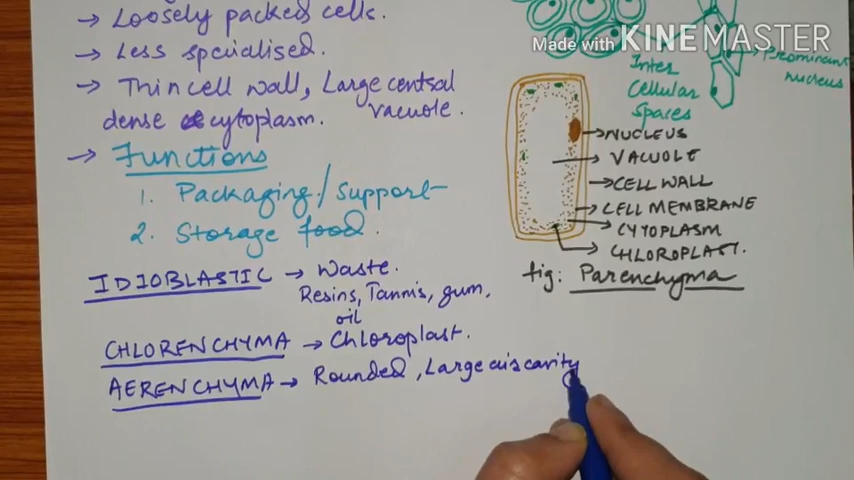 → Loosely packed cells.
→ Less specialised.
→ Thin cell wall, Large central
dense cytoplasm. vacuole.
→ Functions
1. Packaging/Support
2. Storage food.
IDIOBLASTIC → Waste.
Resins, Tannis, gum,
oil
CHLORENCHYMA → Chloroplast.
AERENCHYMA → Rounded, Large air cavity
Made with KINEMASTER
Inter
Cellular
Spaces
Prominant
nucleus
NUCLEUS
VACUOLE
CELL WALL
CELL MEMBRANE
CYTOPLASM
CHLOROPLAST.
fig: Parenchyma